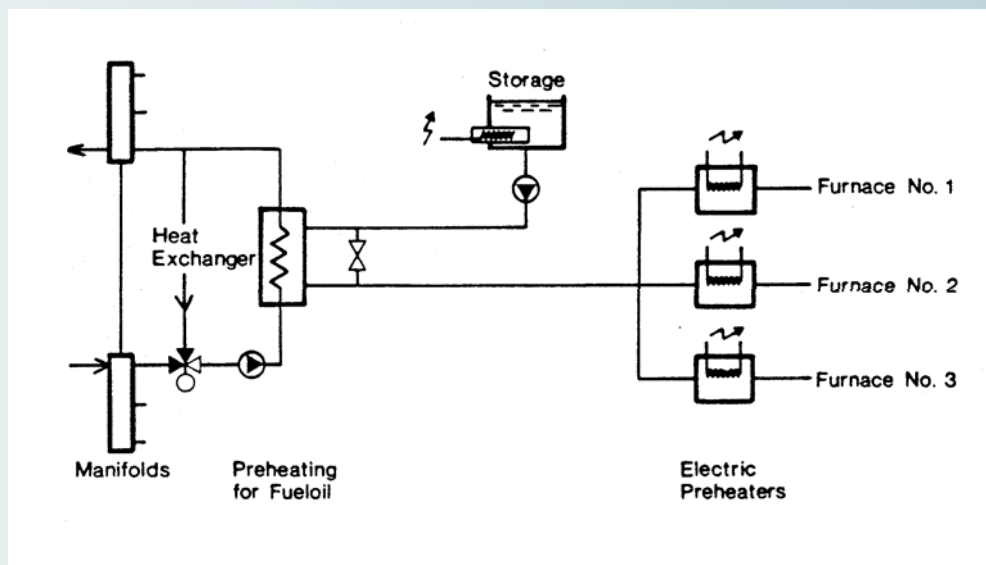 Storage
Heat
Exchanger
Furnace No. 1
Furnace No. 2
Furnace No. 3
Manifolds
Preheating
for Fueloil
Electric
Preheaters